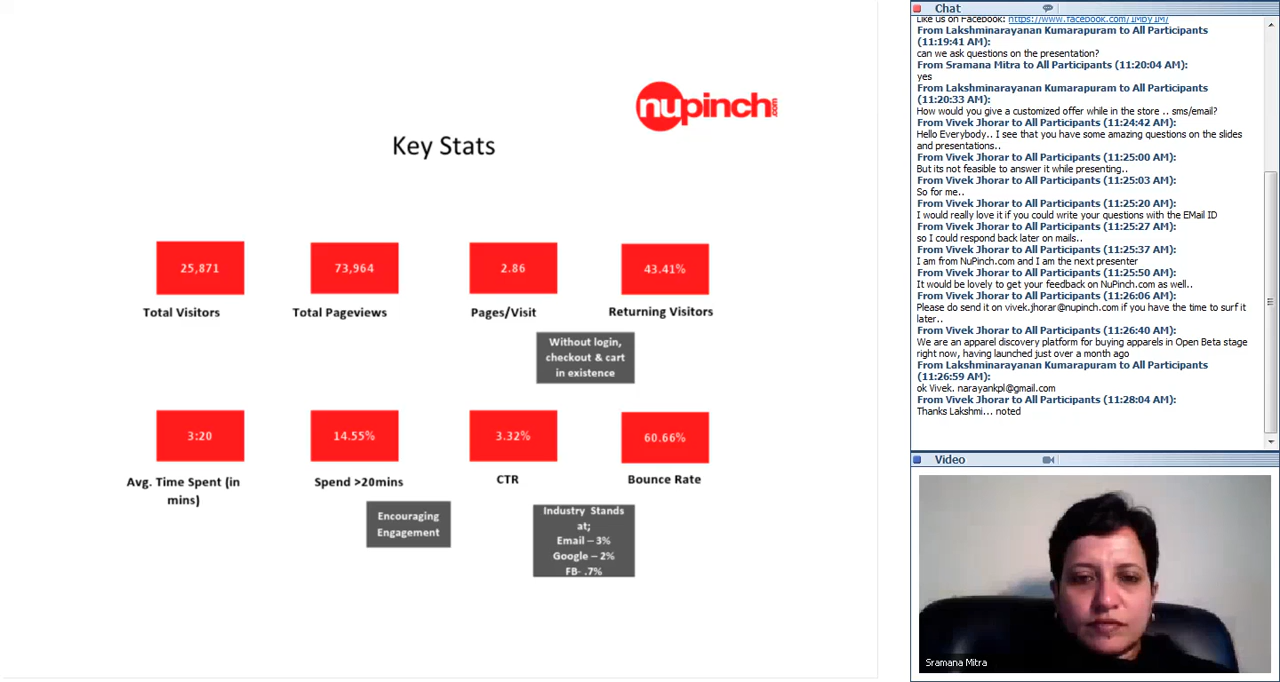 nupinch.com
Key Stats
25,871
73,964
2.86
43.41%
Total Visitors
Total Pageviews
Pages/Visit
Returning Visitors
Without login,
checkout & cart
in existence
3:20
14.55%
3.32%
60.66%
Avg. Time Spent (in
mins)
Spend >20mins
CTR
Bounce Rate
Encouraging
Engagement
Industry Stands
at;
Email – 3%
Google – 2%
FB- .7%
Chat
Like us on Facebook: https://www.facebook.com/1Mby1M/
From Lakshminarayanan Kumarapuram to All Participants
(11:19:41 AM):
can we ask questions on the presentation?
From Sramana Mitra to All Participants (11:20:04 AM):
yes
From Lakshminarayanan Kumarapuram to All Participants
(11:20:33 AM):
How would you give a customized offer while in the store .. sms/email?
From Vivek Jhorar to All Participants (11:24:42 AM):
Hello Everybody.. I see that you have some amazing questions on the slides
and presentations..
From Vivek Jhorar to All Participants (11:25:00 AM):
But its not feasible to answer it while presenting..
From Vivek Jhorar to All Participants (11:25:03 AM):
So for me..
From Vivek Jhorar to All Participants (11:25:20 AM):
I would really love it if you could write your questions with the EMail ID
From Vivek Jhorar to All Participants (11:25:27 AM):
so I could respond back later on mails..
From Vivek Jhorar to All Participants (11:25:37 AM):
I am from NuPinch.com and I am the next presenter
From Vivek Jhorar to All Participants (11:25:50 AM):
It would be lovely to get your feedback on NuPinch.com as well..
From Vivek Jhorar to All Participants (11:26:06 AM):
Please do send it on vivek.jhorar@nupinch.com if you have the time to surf it
later..
From Vivek Jhorar to All Participants (11:26:40 AM):
We are an apparel discovery platform for buying apparels in Open Beta stage
right now, having launched just over a month ago
From Lakshminarayanan Kumarapuram to All Participants
(11:26:59 AM):
ok Vivek. narayankpl@gmail.com
From Vivek Jhorar to All Participants (11:28:04 AM):
Thanks Lakshmi... noted
Video
Sramana Mitra